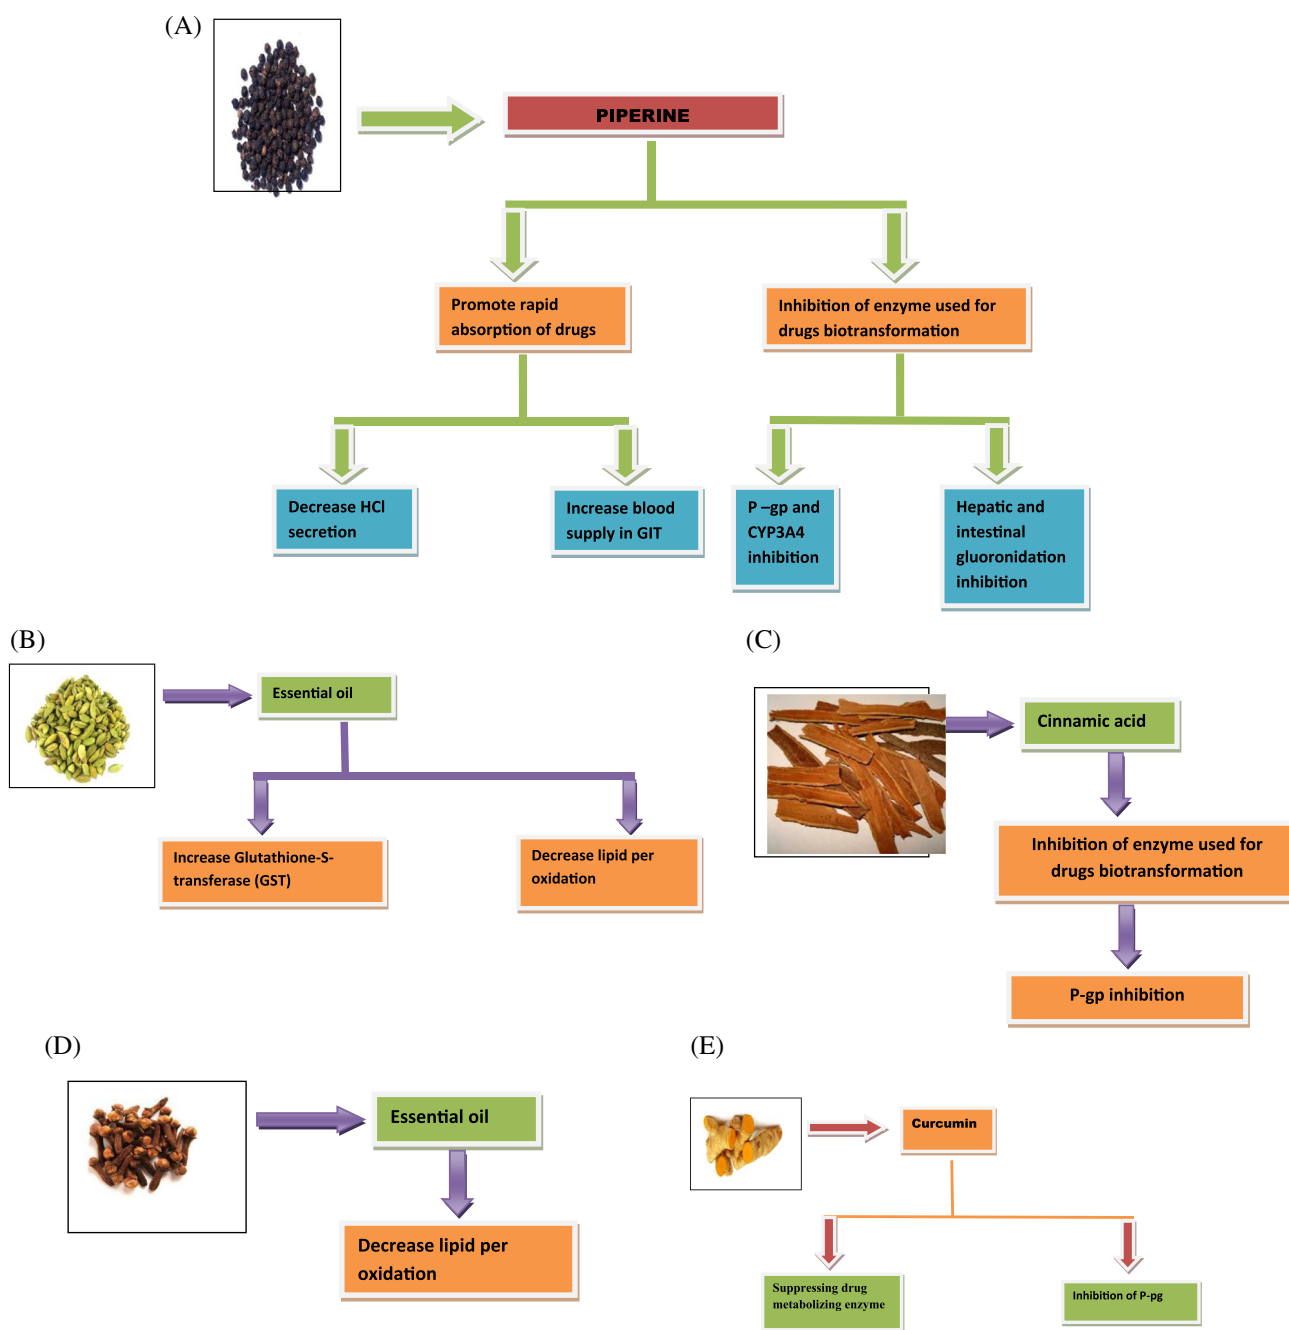 (A)
PIPERINE
Promote rapid
absorption of drugs
Inhibition of enzyme used for
drugs biotransformation
Decrease HCl
secretion
Increase blood
supply in GIT
P –gp and
CYP3A4
inhibition
Hepatic and
intestinal
gluoronidation
inhibition
(B)
Essential oil
Increase Glutathione-S-
transferase (GST)
Decrease lipid per
oxidation
(C)
Cinnamic acid
Inhibition of enzyme used for
drugs biotransformation
P-gp inhibition
(D)
Essential oil
Decrease lipid per
oxidation
(E)
Curcumin
Suppressing drug
metabolizing enzyme
Inhibition of P-pg